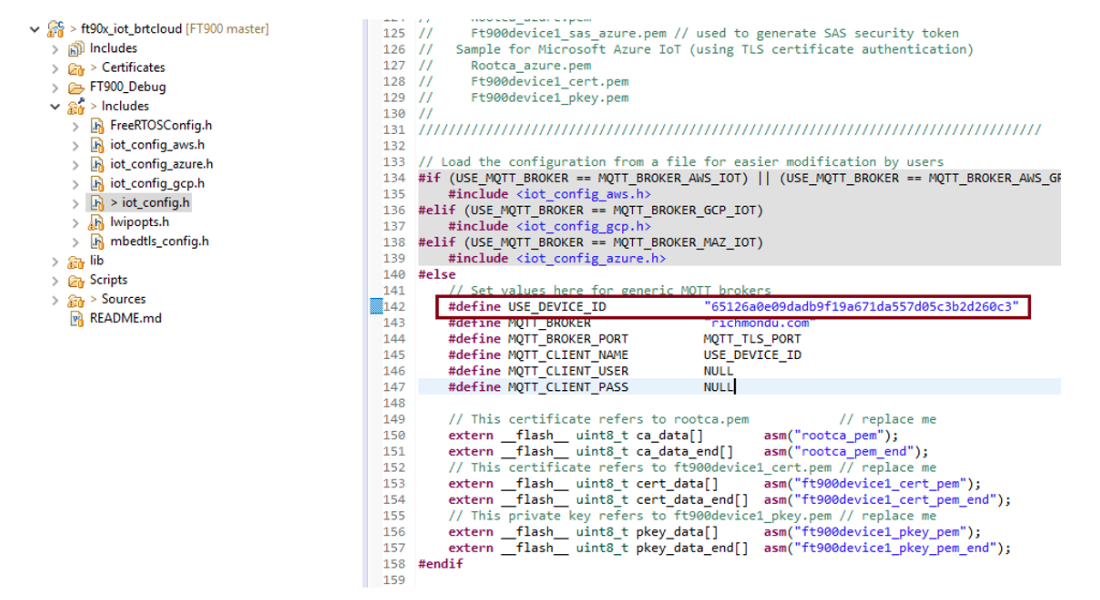 ft90x_iot_brtcloud [FT900 master]
Includes
> Certificates
FT900_Debug
> Includes
FreeRTOSConfig.h
iot_config_aws.h
iot_config_azure.h
iot_config_gcp.h
> iot_config.h
lwipopts.h
mbedtls_config.h
lib
Scripts
> Sources
README.md
124 // Rootca_azure.pem
125 // Ft900device1_sas_azure.pem // used to generate SAS security token
126 // Sample for Microsoft Azure IoT (using TLS certificate authentication)
127 // Rootca_azure.pem
128 // Ft900device1_cert.pem
129 // Ft900device1_pkey.pem
130 //
131 ///////////////////////////////////////////////////////////////////////////////////
132
133 // Load the configuration from a file for easier modification by users
134 #if (USE_MQTT_BROKER == MQTT_BROKER_AWS_IOT) || (USE_MQTT_BROKER == MQTT_BROKER_AWS_GR
135 #include <iot_config_aws.h>
136 #elif (USE_MQTT_BROKER == MQTT_BROKER_GCP_IOT)
137 #include <iot_config_gcp.h>
138 #elif (USE_MQTT_BROKER == MQTT_BROKER_MAZ_IOT)
139 #include <iot_config_azure.h>
140 #else
141 // Set values here for generic MQTT brokers
142 #define USE_DEVICE_ID "65126a0e09dadb9f19a671da557d05c3b2d260c3"
143 #define MQTT_BROKER "richmondu.com"
144 #define MQTT_BROKER_PORT MQTT_TLS_PORT
145 #define MQTT_CLIENT_NAME USE_DEVICE_ID
146 #define MQTT_CLIENT_USER NULL
147 #define MQTT_CLIENT_PASS NULL
148
149 // This certificate refers to rootca.pem // replace me
150 extern __flash__ uint8_t ca_data[] asm("rootca_pem");
151 extern __flash__ uint8_t ca_data_end[] asm("rootca_pem_end");
152 // This certificate refers to ft900device1_cert.pem // replace me
153 extern __flash__ uint8_t cert_data[] asm("ft900device1_cert_pem");
154 extern __flash__ uint8_t cert_data_end[] asm("ft900device1_cert_pem_end");
155 // This private key refers to ft900device1_pkey.pem // replace me
156 extern __flash__ uint8_t pkey_data[] asm("ft900device1_pkey_pem");
157 extern __flash__ uint8_t pkey_data_end[] asm("ft900device1_pkey_pem_end");
158 #endif
159